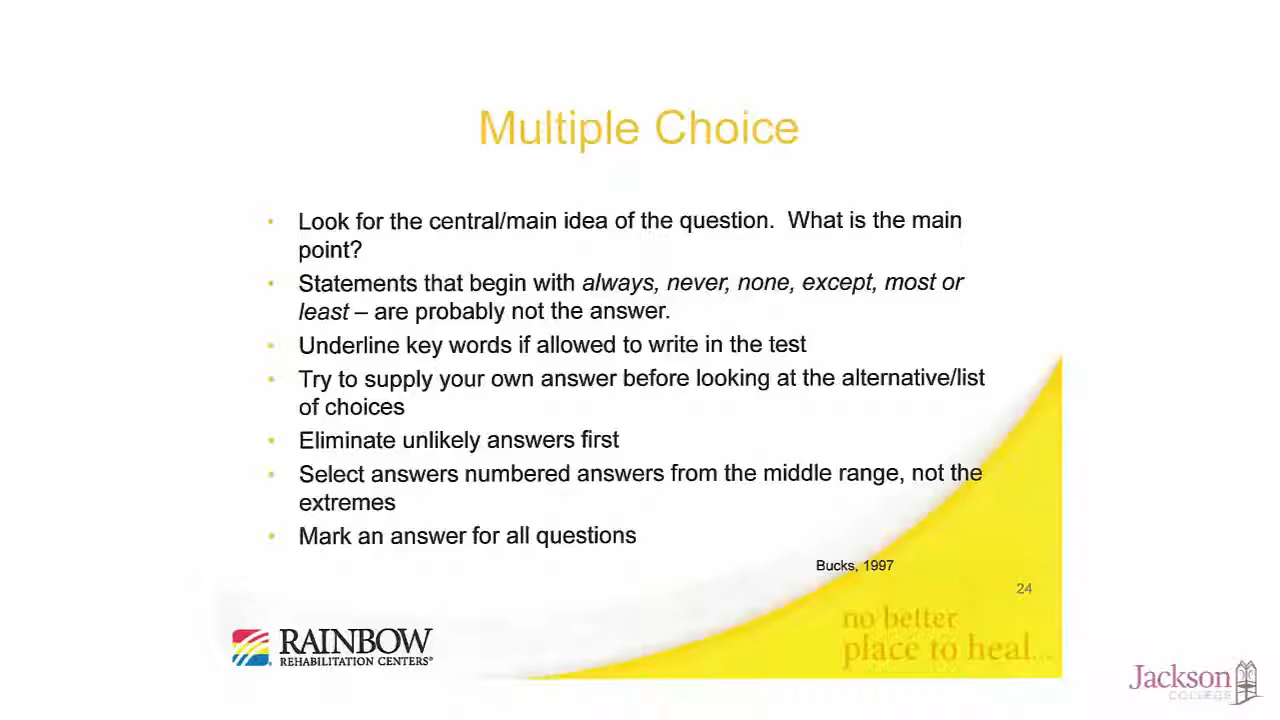 Multiple Choice
• Look for the central/main idea of the question.  What is the main
point?
• Statements that begin with always, never, none, except, most or
least – are probably not the answer.
• Underline key words if allowed to write in the test
• Try to supply your own answer before looking at the alternative/list
of choices
• Eliminate unlikely answers first
• Select answers numbered answers from the middle range, not the
extremes
• Mark an answer for all questions
Bucks, 1997
24
no better
place to heal...
RAINBOW
REHABILITATION CENTERS®
Jackson
COLLEGE